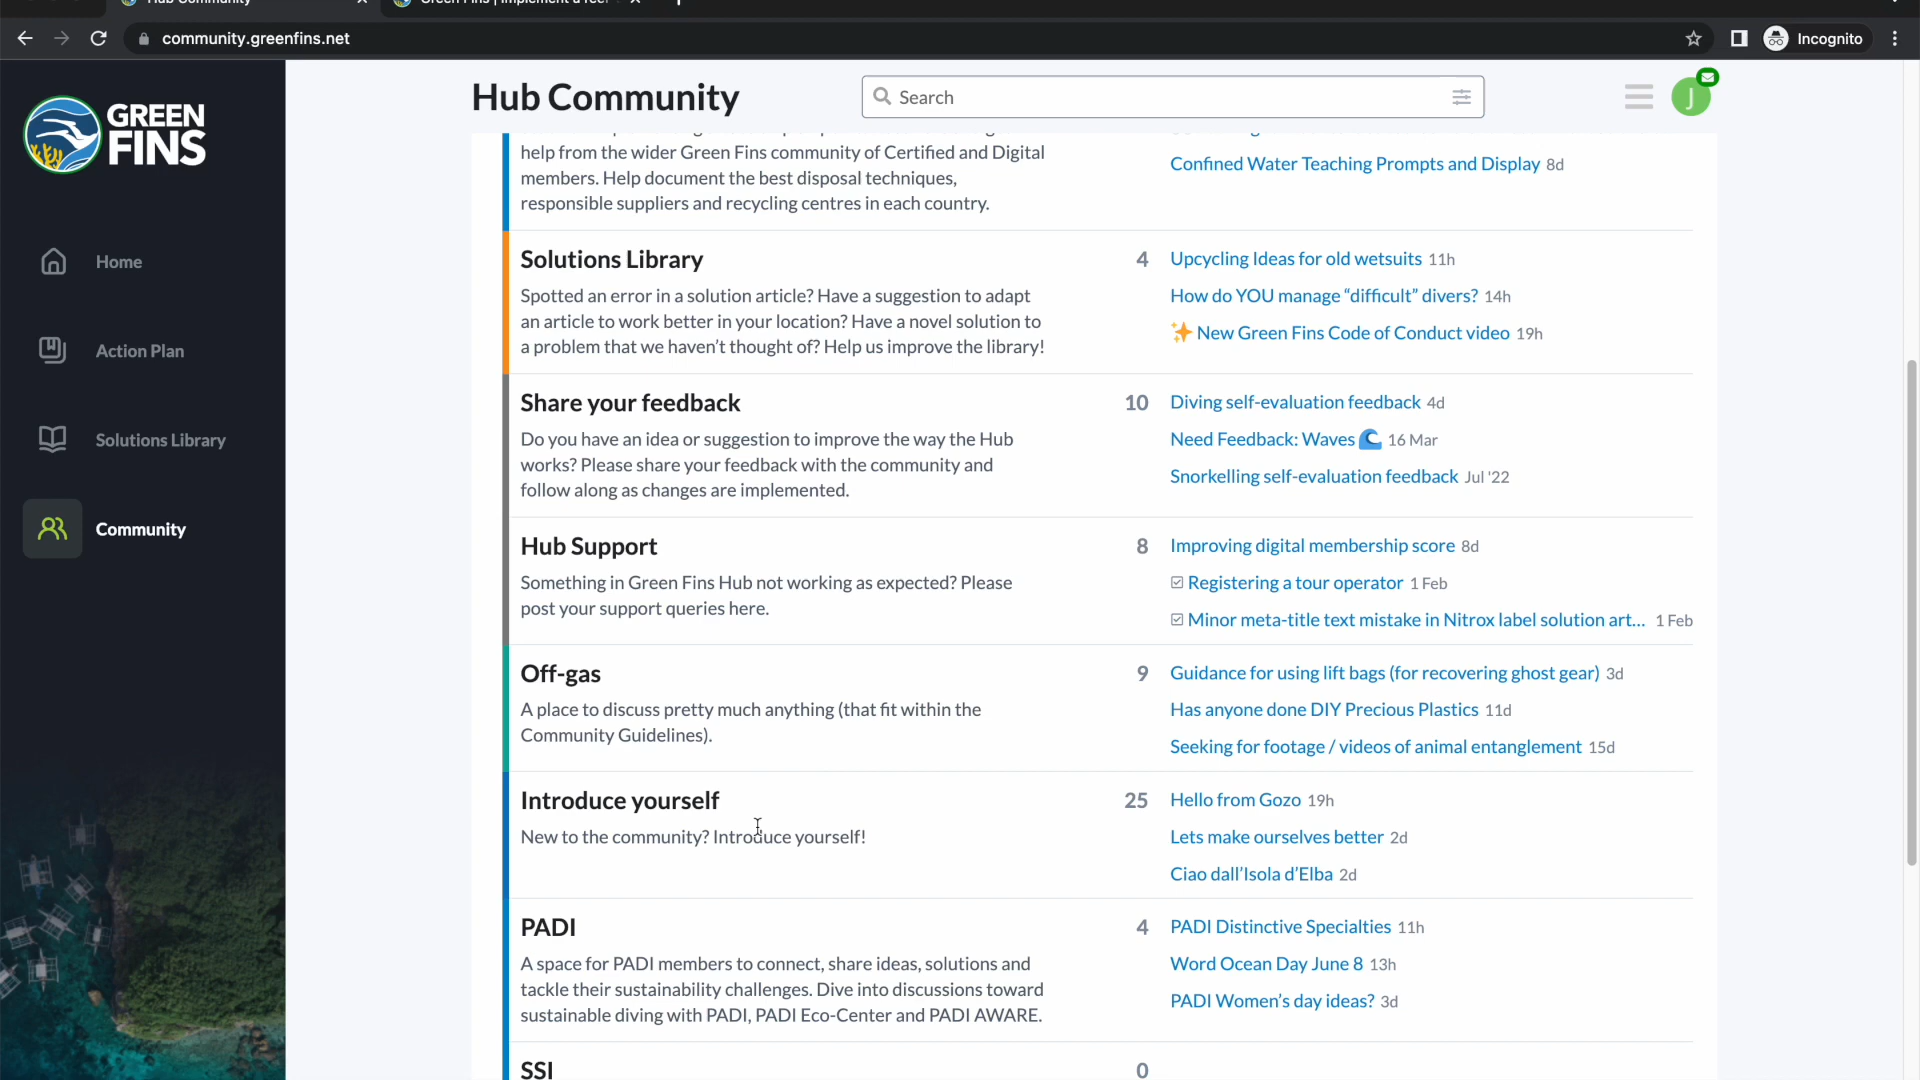 community.greenfins.net
Incognito
GREEN
FINS
Home
Action Plan
Solutions Library
Community
Hub Community
Search
J
help from the wider Green Fins community of Certified and Digital
members. Help document the best disposal techniques,
responsible suppliers and recycling centres in each country.
Confined Water Teaching Prompts and Display 8d
Solutions Library
Spotted an error in a solution article? Have a suggestion to adapt
an article to work better in your location? Have a novel solution to
a problem that we haven't thought of? Help us improve the library!
4
Upcycling Ideas for old wetsuits 11h
How do YOU manage “difficult” divers? 14h
✨ New Green Fins Code of Conduct video 19h
Share your feedback
Do you have an idea or suggestion to improve the way the Hub
works? Please share your feedback with the community and
follow along as changes are implemented.
10
Diving self-evaluation feedback 4d
Need Feedback: Waves 🌊 16 Mar
Snorkelling self-evaluation feedback Jul '22
Hub Support
Something in Green Fins Hub not working as expected? Please
post your support queries here.
8
Improving digital membership score 8d
Registering a tour operator 1 Feb
Minor meta-title text mistake in Nitrox label solution art... 1 Feb
Off-gas
A place to discuss pretty much anything (that fit within the
Community Guidelines).
9
Guidance for using lift bags (for recovering ghost gear) 3d
Has anyone done DIY Precious Plastics 11d
Seeking for footage / videos of animal entanglement 15d
Introduce yourself
New to the community? Introduce yourself!
25
Hello from Gozo 19h
Lets make ourselves better 2d
Ciao dall'Isola d'Elba 2d
PADI
A space for PADI members to connect, share ideas, solutions and
tackle their sustainability challenges. Dive into discussions toward
sustainable diving with PADI, PADI Eco-Center and PADI AWARE.
4
PADI Distinctive Specialties 11h
Word Ocean Day June 8 13h
PADI Women's day ideas? 3d
SSI
0